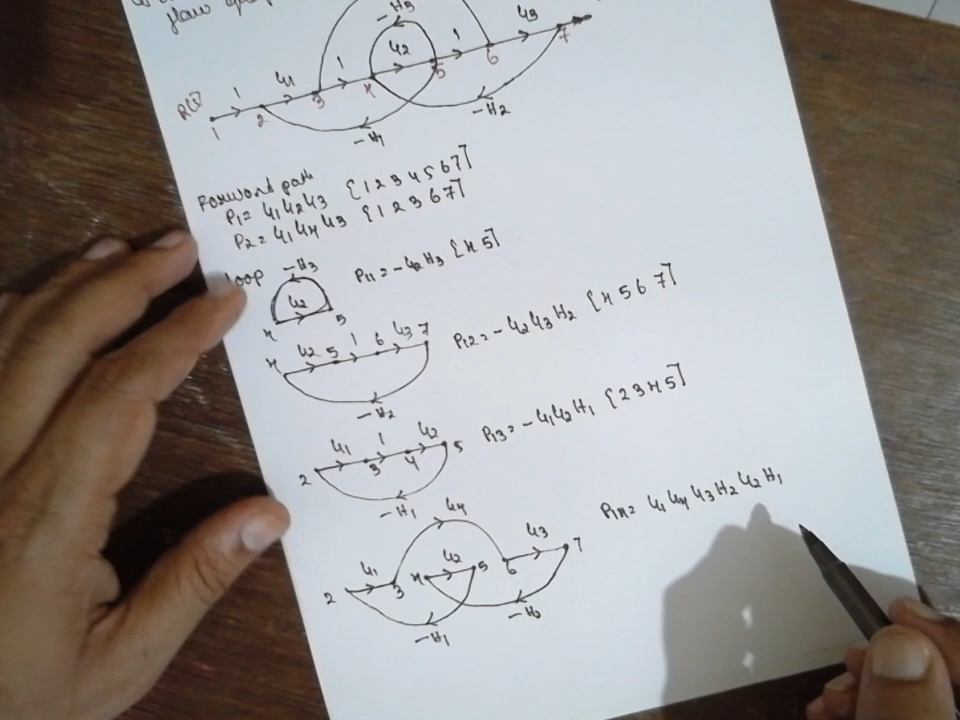 flow
-H3
G3
G2
1
G1
1
1
R(s)
1 2 3 4 5 6 7
-H1
-H2
Forward path
P1= G1G2G3 {1 2 3 4 5 6 7}
P2= G1G4G3 {1 2 3 6 7}
Loop
-H3
G2
4 5
P11= -G2H3 {4 5}
4 G2 5 1 6 G3 7
-H2
P12= -G2G3H2 {4 5 6 7}
2 G1 3 1 4 G2 5
-H1
P13= -G1G2H1 {2 3 4 5}
G4
2 G1 3 4 G2 5 6 G3 7
-H1
-H2
P14= G1G4G3H2G2H1